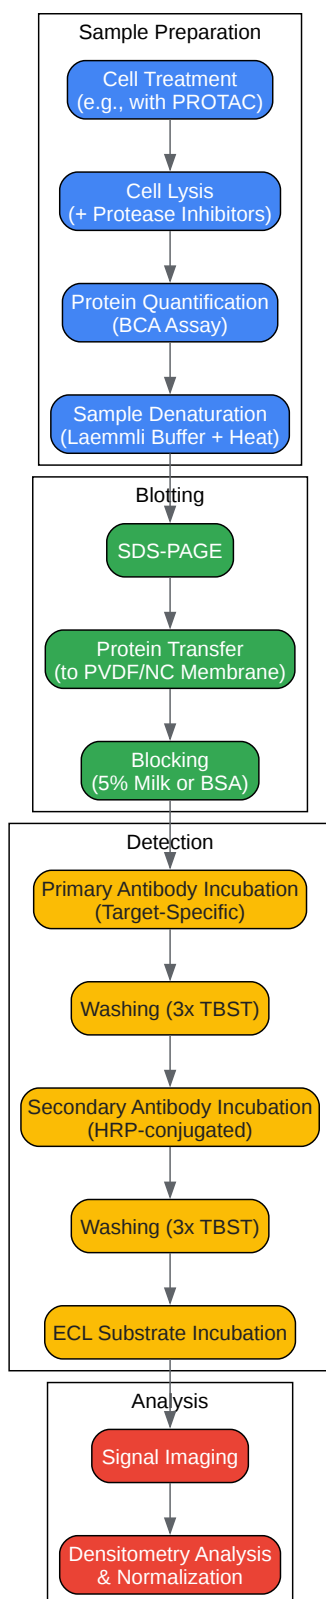 Sample Preparation
Cell Treatment
(e.g., with PROTAC)
Cell Lysis
(+ Protease Inhibitors)
Protein Quantification
(BCA Assay)
Sample Denaturation
(Laemmli Buffer + Heat)
Blotting
SDS-PAGE
Protein Transfer
(to PVDF/NC Membrane)
Blocking
(5% Milk or BSA)
Detection
Primary Antibody Incubation
(Target-Specific)
Washing (3x TBST)
Secondary Antibody Incubation
(HRP-conjugated)
Washing (3x TBST)
ECL Substrate Incubation
Analysis
Signal Imaging
Densitometry Analysis
& Normalization